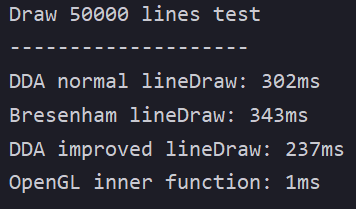 Draw 50000 lines test
--------------------
DDA normal lineDraw: 302ms
Bresenham lineDraw: 343ms
DDA improved lineDraw: 237ms
OpenGL inner function: 1ms